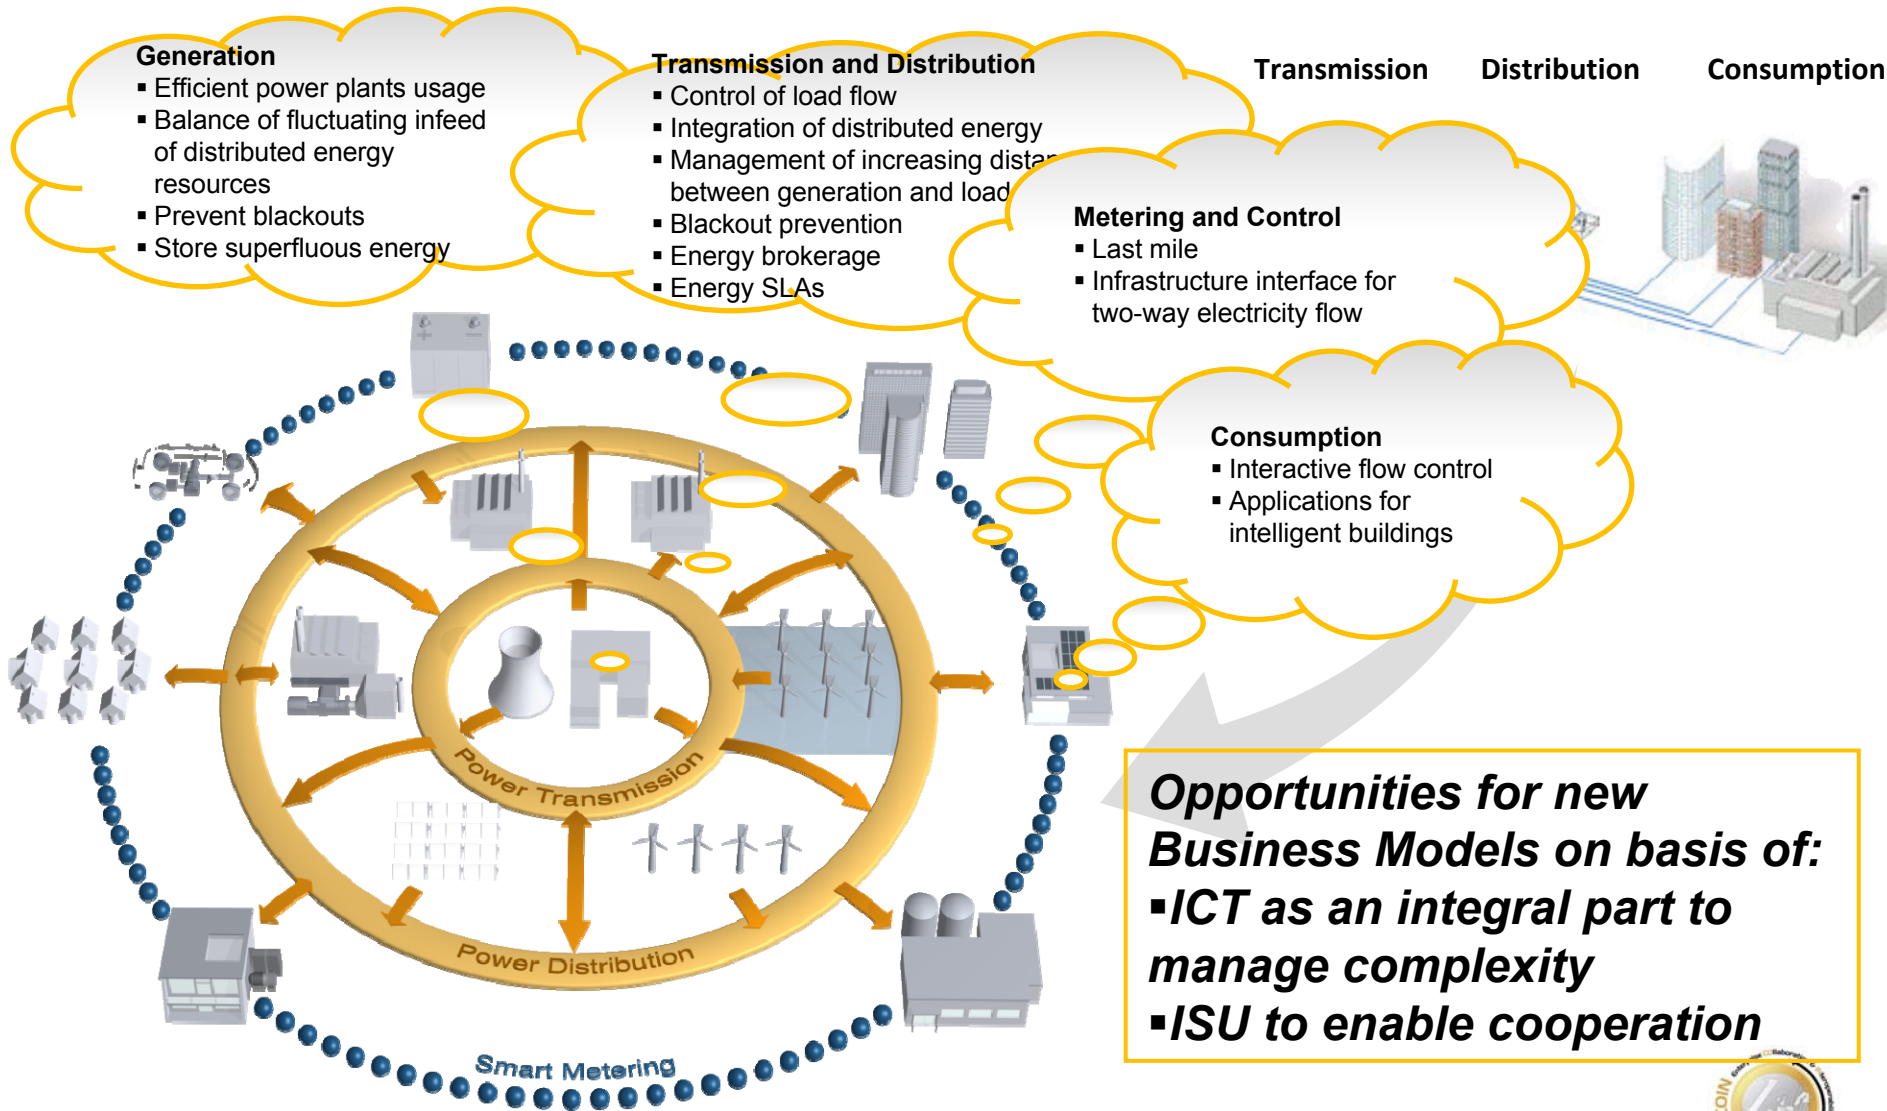 Generation
▪ Efficient power plants usage
▪ Balance of fluctuating infeed
of distributed energy
resources
▪ Prevent blackouts
▪ Store superfluous energy
Transmission and Distribution
▪ Control of load flow
▪ Integration of distributed energy
▪ Management of increasing distan
between generation and load
▪ Blackout prevention
▪ Energy brokerage
▪ Energy SLAs
Transmission Distribution Consumption
Metering and Control
▪ Last mile
▪ Infrastructure interface for
two-way electricity flow
Consumption
▪ Interactive flow control
▪ Applications for
intelligent buildings
Power Transmission
Power Distribution
Smart Metering
Opportunities for new
Business Models on basis of:
▪ICT as an integral part to
manage complexity
▪ISU to enable cooperation
COIN